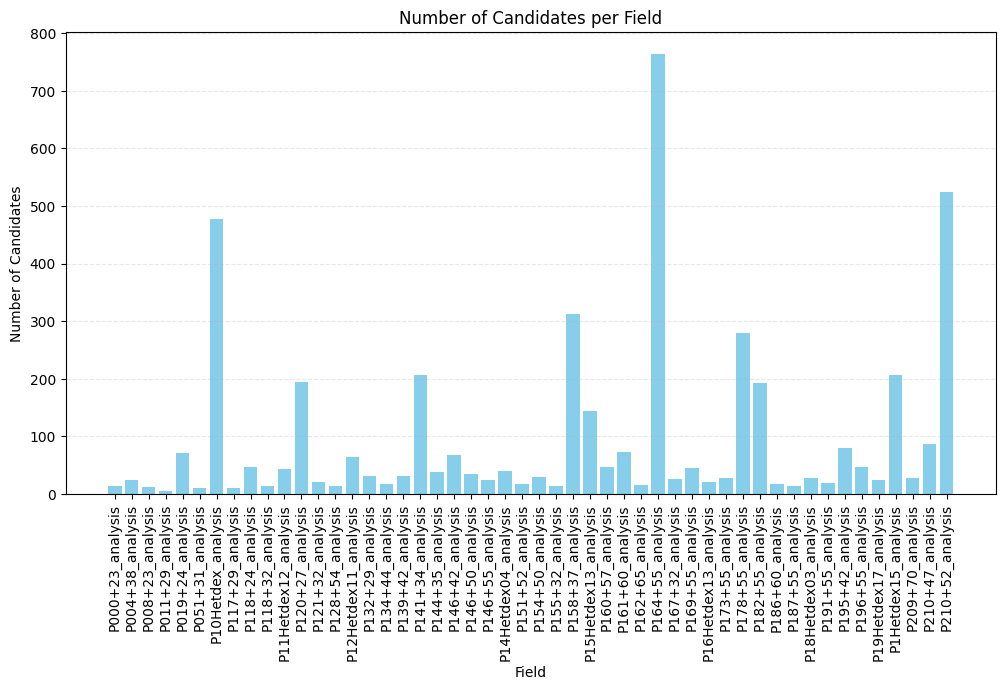 Number of Candidates per Field
Number of Candidates
800
700
600
500
400
300
200
100
0
P000+23_analysis
P004+38_analysis
P008+23_analysis
P011+29_analysis
P019+24_analysis
P051+31_analysis
P10Hetdex_analysis
P117+29_analysis
P118+24_analysis
P118+32_analysis
P11Hetdex12_analysis
P120+27_analysis
P121+32_analysis
P128+54_analysis
P12Hetdex11_analysis
P132+29_analysis
P134+44_analysis
P139+42_analysis
P141+34_analysis
P144+35_analysis
P146+42_analysis
P146+50_analysis
P146+55_analysis
P14Hetdex04_analysis
P151+52_analysis
P154+50_analysis
P155+32_analysis
P158+37_analysis
P15Hetdex13_analysis
P160+57_analysis
P161+60_analysis
P162+65_analysis
P164+55_analysis
P167+32_analysis
P169+55_analysis
P16Hetdex13_analysis
P173+55_analysis
P178+55_analysis
P182+55_analysis
P186+60_analysis
P187+55_analysis
P18Hetdex03_analysis
P191+55_analysis
P195+42_analysis
P196+55_analysis
P19Hetdex17_analysis
P1Hetdex15_analysis
P209+70_analysis
P210+47_analysis
P210+52_analysis
Field